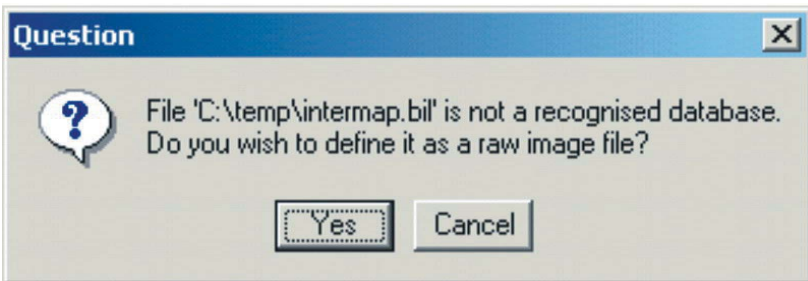 Question
File 'C:\temp\intermap.bil' is not a recognised database.
Do you wish to define it as a raw image file?
Yes
Cancel